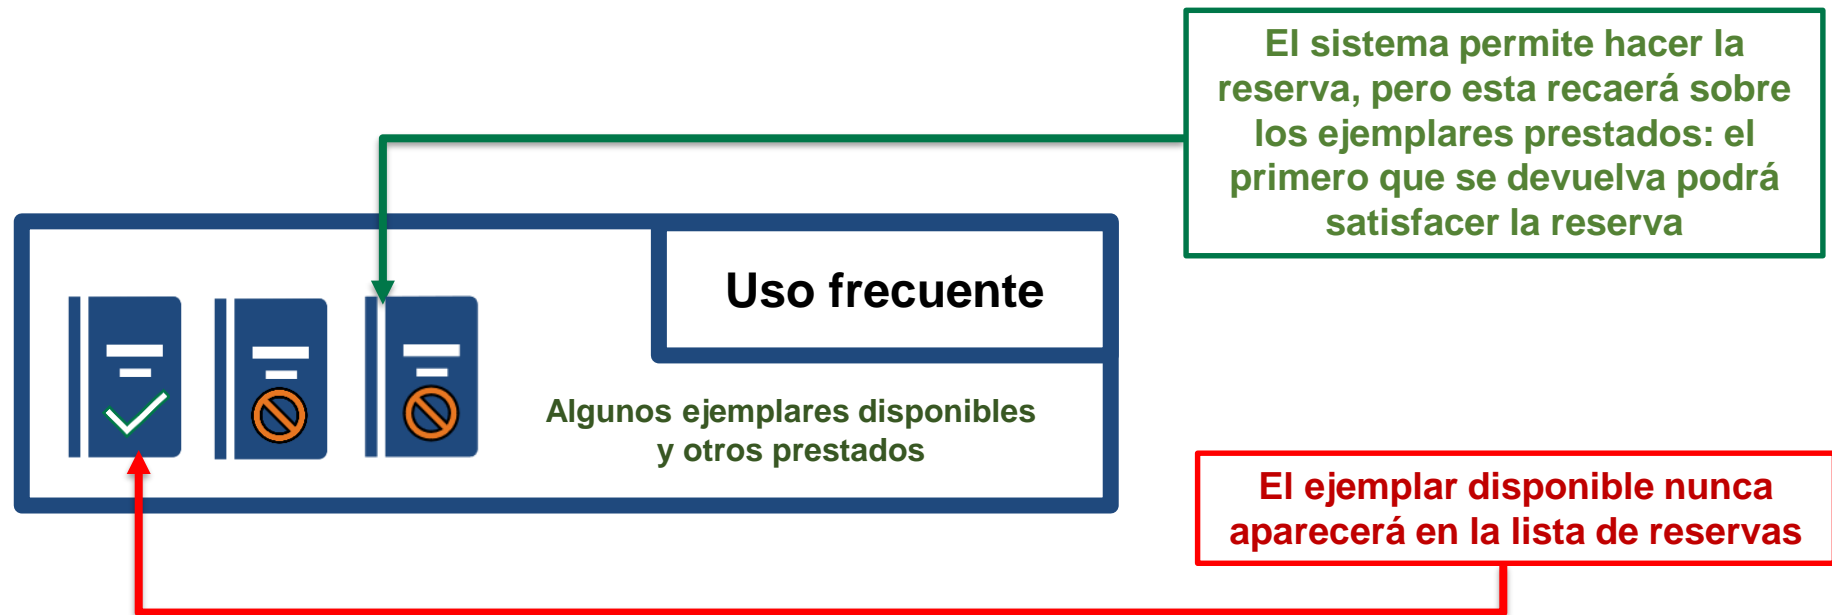 El sistema permite hacer la
reserva, pero esta recaerá sobre
los ejemplares prestados: el
primero que se devuelva podrá
satisfacer la reserva
Uso frecuente
Algunos ejemplares disponibles
y otros prestados
El ejemplar disponible nunca
aparecerá en la lista de reservas